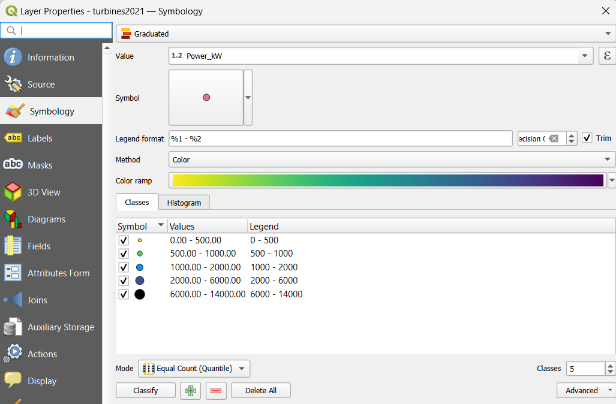 Layer Properties - turbines2021 — Symbology
Information
Source
Symbology
Labels
Masks
3D View
Diagrams
Fields
Attributes Form
Joins
Auxiliary Storage
Actions
Display
Graduated
Value 1.2 Power_kW ε
Symbol
Legend format %1 - %2 ecision 0 Trim
Method Color
Color ramp
Classes Histogram
Symbol Values Legend
0.00 - 500.00 0 - 500
500.00 - 1000.00 500 - 1000
1000.00 - 2000.00 1000 - 2000
2000.00 - 6000.00 2000 - 6000
6000.00 - 14000.00 6000 - 14000
Mode Equal Count (Quantile) Classes 5
Classify Delete All Advanced